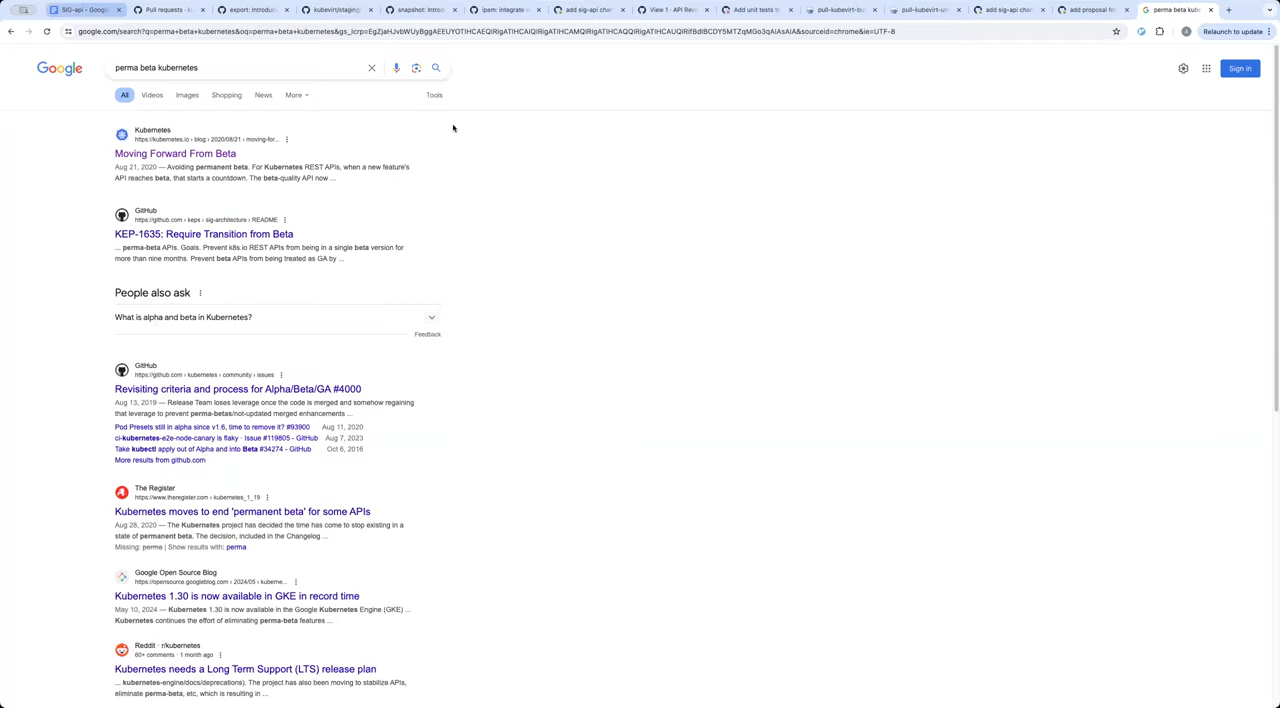 SIG-api - Google
Pull requests · ku
export: Introduc
kubevirt/staging
snapshot: Introd
ipam: integrate w
add sig-api char
View 1 · API Rev
Add unit tests to
pull-kubevirt-bui
pull-kubevirt-un
add sig-api char
add proposal for
perma beta kube
google.com/search?q=perma+beta+kubernetes&oq=perma+beta+kubernetes&gs_lcrp=
Relaunch to update
Google
perma beta kubernetes
Sign in
All
Videos
Images
Shopping
News
More
Tools
Kubernetes
https://kubernetes.io › blog › 2020/08/21 › moving-for...
Moving Forward From Beta
Aug 21, 2020 — Avoiding permanent beta. For Kubernetes REST APIs, when a new feature's
API reaches beta, that starts a countdown. The beta-quality API now ...
GitHub
https://github.com › keps › sig-architecture › README
KEP-1635: Require Transition from Beta
... perma-beta APIs. Goals. Prevent k8s.io REST APIs from being in a single beta version for
more than nine months. Prevent beta APIs from being treated as GA by ...
People also ask
What is alpha and beta in Kubernetes?
Feedback
GitHub
https://github.com › kubernetes › community › issues
Revisiting criteria and process for Alpha/Beta/GA #4000
Aug 13, 2019 — Release Team loses leverage once the code is merged and somehow regaining
that leverage to prevent perma-betas/not-updated merged enhancements ...
Pod Presets still in alpha since v1.6, time to remove it? #93900 Aug 11, 2020
ci-kubernetes-e2e-node-canary is flaky · Issue #119805 - GitHub Aug 7, 2023
Take kubectl apply out of Alpha and into Beta #34274 - GitHub Oct 6, 2016
More results from github.com
The Register
https://www.theregister.com › kubernetes_1_19
Kubernetes moves to end 'permanent beta' for some APIs
Aug 28, 2020 — The Kubernetes project has decided the time has come to stop existing in a
state of permanent beta. The decision, included in the Changelog ...
Missing: perma | Show results with: perma
Google Open Source Blog
https://opensource.googleblog.com › 2024/05 › kuberne...
Kubernetes 1.30 is now available in GKE in record time
May 10, 2024 — Kubernetes 1.30 is now available in the Google Kubernetes Engine (GKE) ...
Kubernetes continues the effort of eliminating perma-beta features ...
Reddit · r/kubernetes
60+ comments · 1 month ago
Kubernetes needs a Long Term Support (LTS) release plan
... kubernetes-engine/docs/deprecations). The project has also been moving to stabilize APIs,
eliminate perma-beta, etc, which is resulting in ...